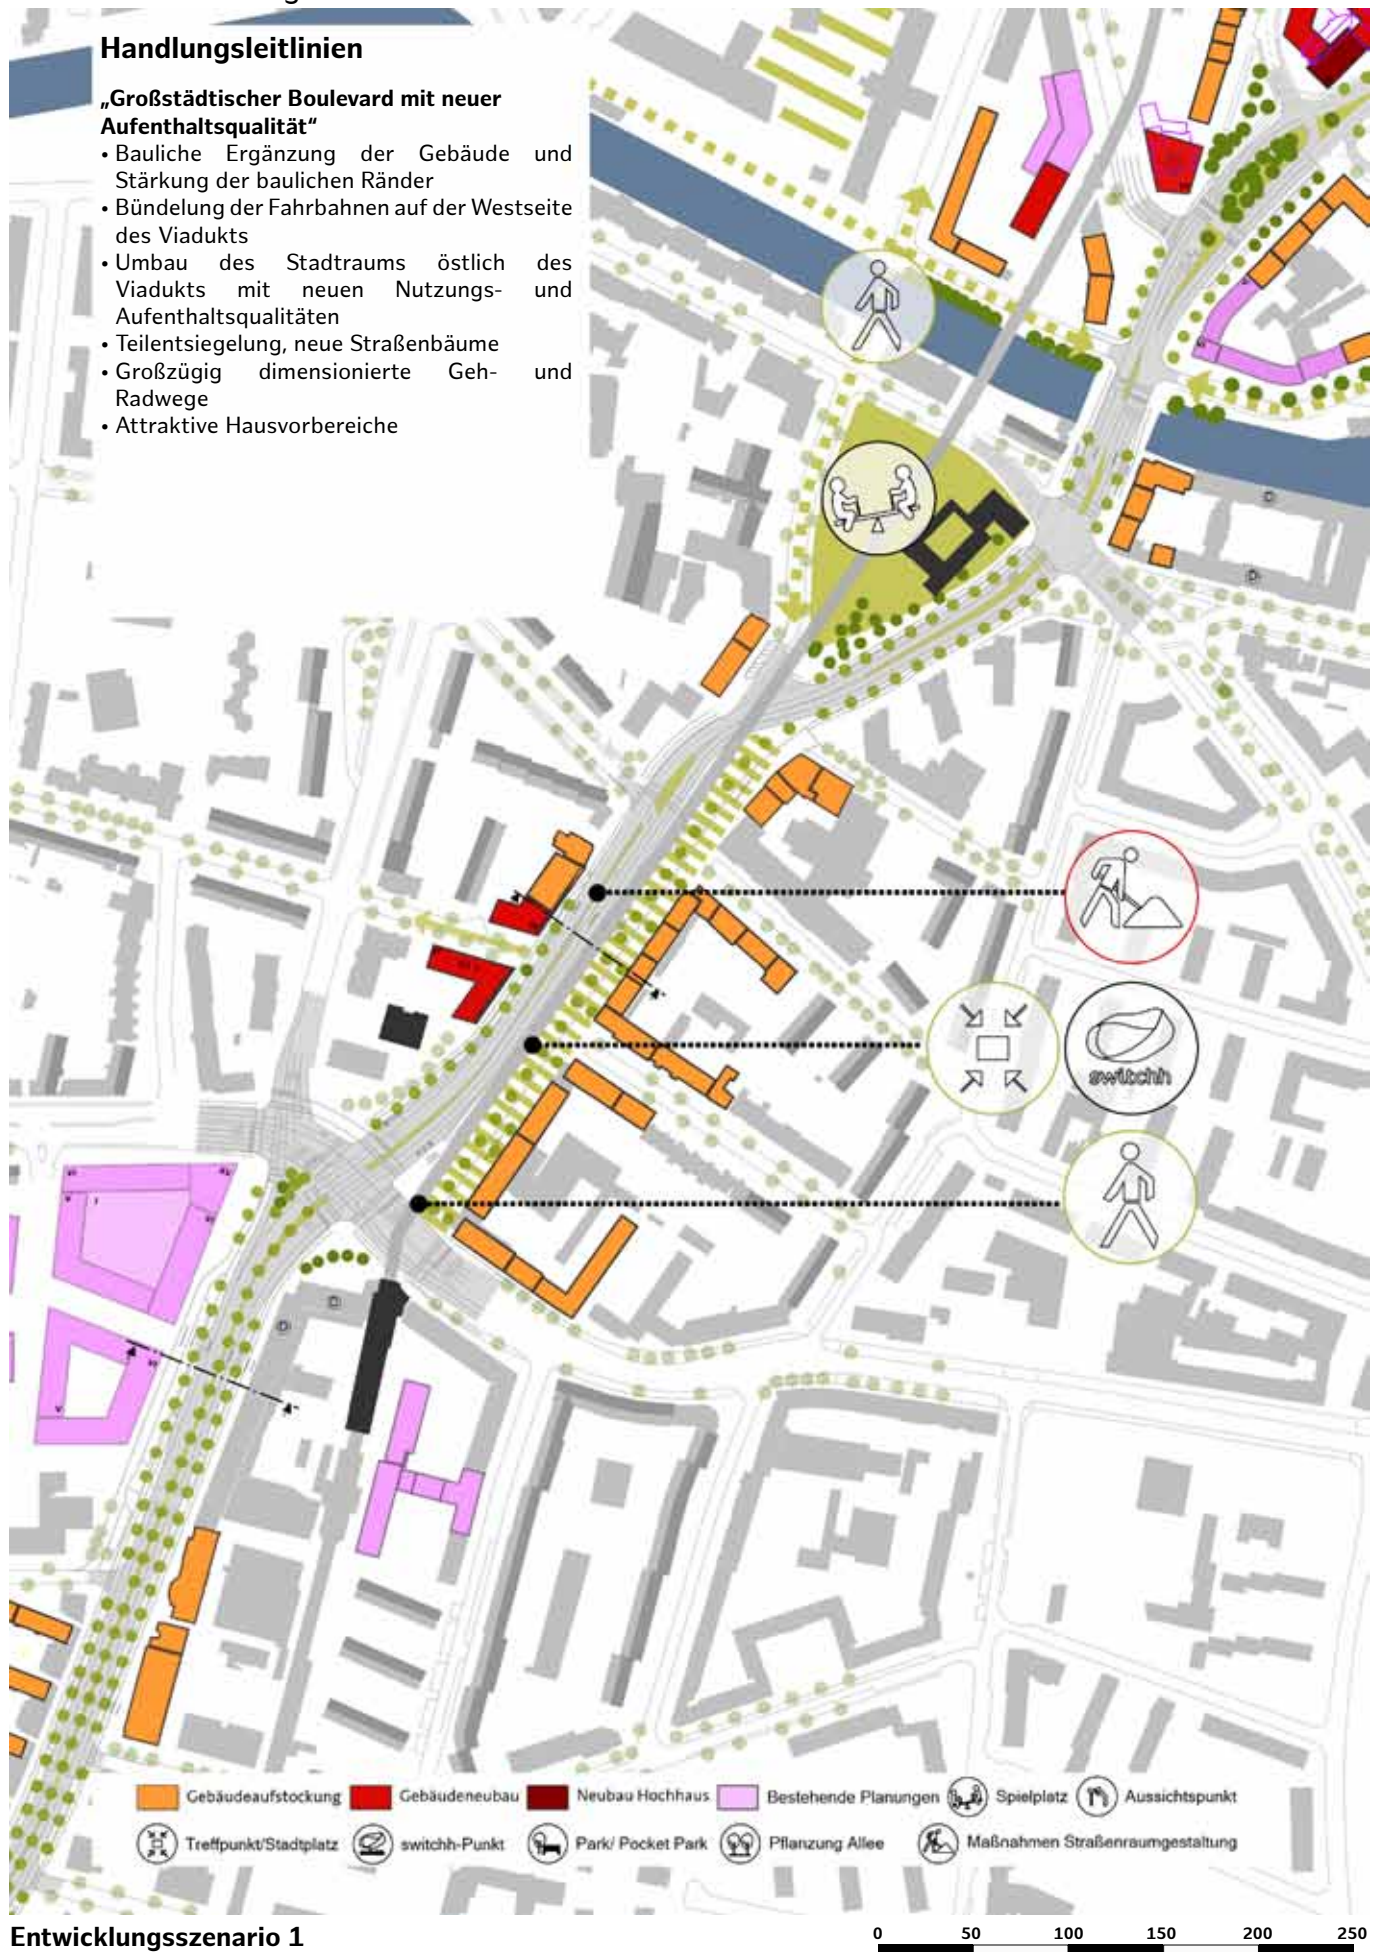 Handlungsleitlinien
„Großstädtischer Boulevard mit neuer
Aufenthaltsqualität“
• Bauliche Ergänzung der Gebäude und
Stärkung der baulichen Ränder
• Bündelung der Fahrbahnen auf der Westseite
des Viadukts
• Umbau des Stadtraums östlich des
Viadukts mit neuen Nutzungs- und
Aufenthaltsqualitäten
• Teilentsiegelung, neue Straßenbäume
• Großzügig dimensionierte Geh- und
Radwege
• Attraktive Hausvorbereiche
switchh
Gebäudeaufstockung
Gebäudeneubau
Neubau Hochhaus
Bestehende Planungen
Spielplatz
Aussichtspunkt
Treffpunkt/Stadtplatz
switchh-Punkt
Park/ Pocket Park
Pflanzung Allee
Maßnahmen Straßenraumgestaltung
Entwicklungsszenario 1
0 50 100 150 200 250